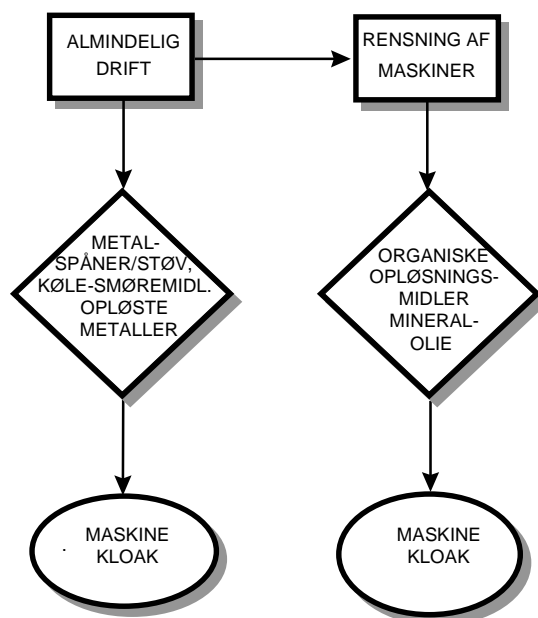 ALMINDELIG
DRIFT
RENSNING AF
MASKINER
METAL-
SPÅNER/STØV,
KØLE-SMØREMIDL.
OPLØSTE
METALLER
ORGANISKE
OPLØSNINGS-
MIDLER
MINERAL-
OLIE
MASKINE
KLOAK
MASKINE
KLOAK